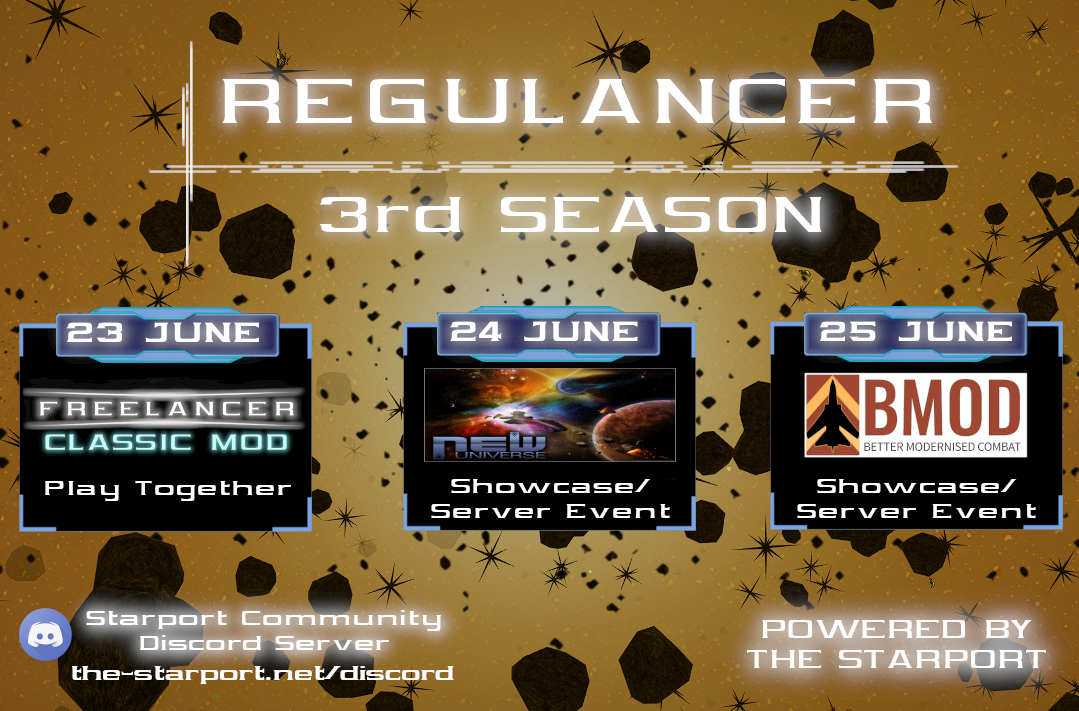 REGULANCER
3rd SEASON
23 JUNE
FREELANCER
CLASSIC MOD
Play Together
24 JUNE
NEW
UNIVERSE
Showcase/
Server Event
25 JUNE
BMOD
BETTER MODERNISED COMBAT
Showcase/
Server Event
Starport Community
Discord Server
the-starport.net/discord
POWERED BY
THE STARPORT